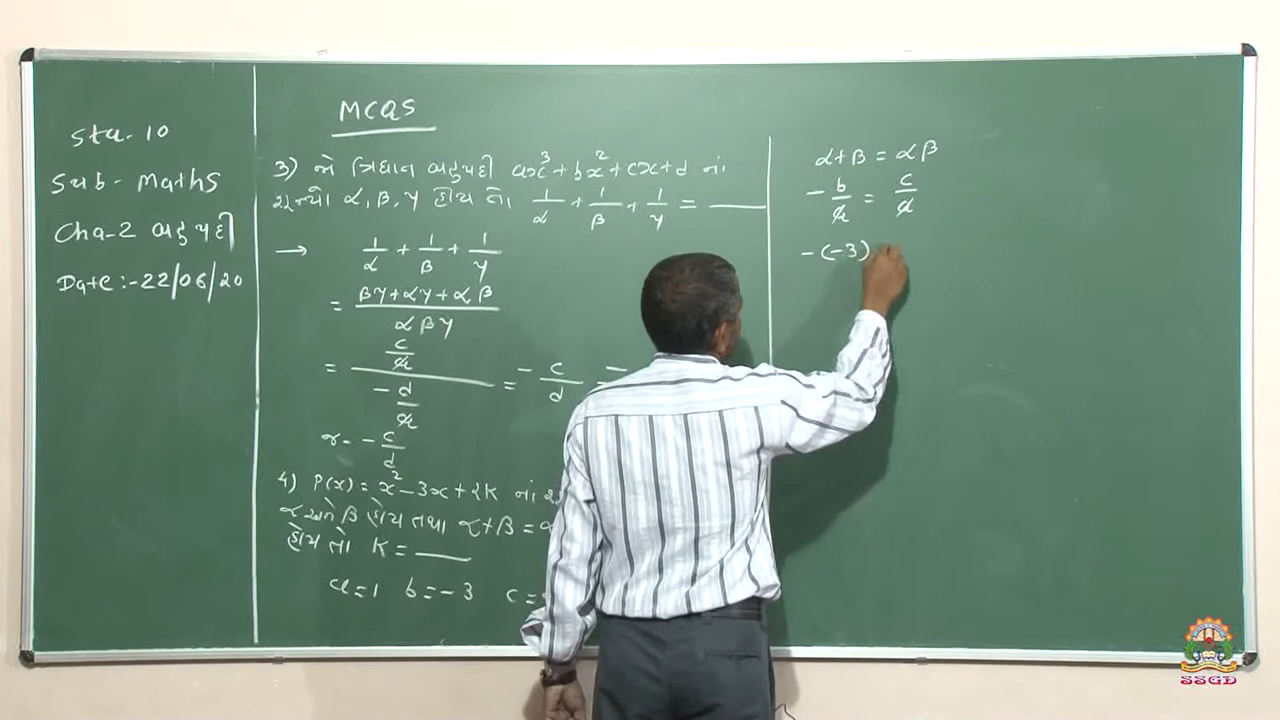 MCQS
Std-10
Sub- Maths
Cha-2 બહુપદી
Date:-22/06/20
3) જો ત્રિઘાત બહુપદી ax³+bx²+cx+d નાં
શૂન્યો α, β, γ હોય તો 1/α + 1/β + 1/γ = ____
→ 1/α + 1/β + 1/γ
= (βγ+αγ+αβ)/(αβγ)
= (c/a)/(-d/a) = -c/d =
-c/d
4) P(x) = x²-3x+2K નાં
α અને β હોય તથા α+β =
હોય તો K = ____
a=1 b=-3 c=
α+β = αβ
-b/a = c/a
-(-3)
SSGD